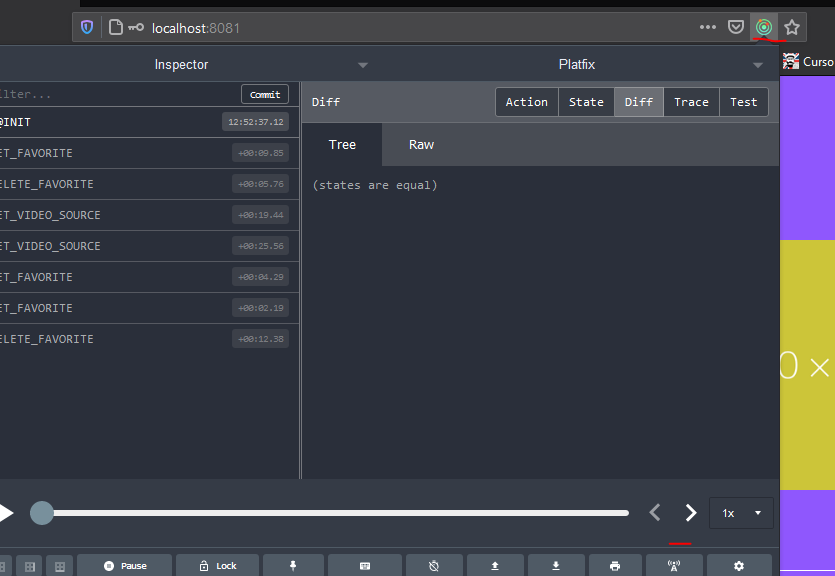 localhost:8081
Inspector
Platfix
Curso
lter...
Commit
Diff
Action
State
Diff
Trace
Test
@INIT
12:52:37.12
Tree
Raw
ET_FAVORITE
+00:09.85
(states are equal)
ELETE_FAVORITE
+00:05.76
ET_VIDEO_SOURCE
+00:19.44
ET_VIDEO_SOURCE
+00:25.56
ET_FAVORITE
+00:04.29
ET_FAVORITE
+00:02.19
ELETE_FAVORITE
+00:12.38
0 ×
1x
Pause
Lock